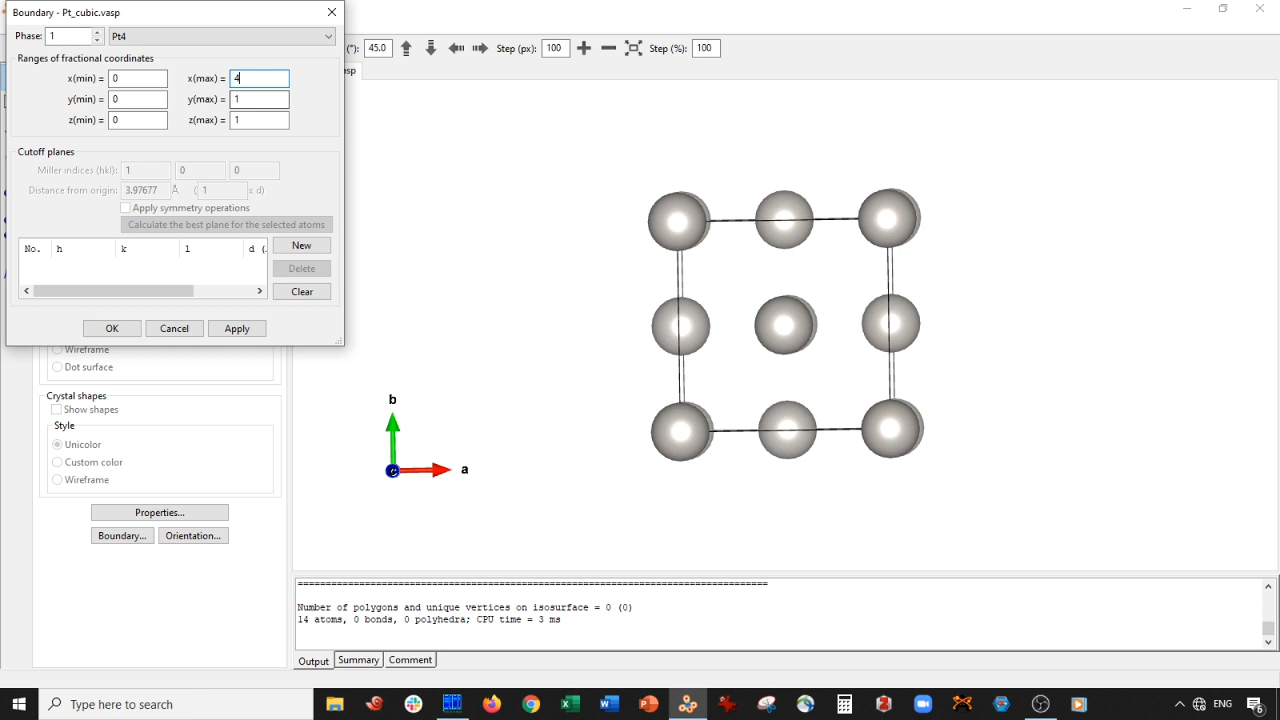 Boundary - Pt_cubic.vasp
Phase: 1 Pt4
(°): 45.0 Step (px): 100 Step (%): 100
Ranges of fractional coordinates
x(min) = 0 x(max) = 4
y(min) = 0 y(max) = 1
z(min) = 0 z(max) = 1
Cutoff planes
Miller indices (hkl): 1 0 0
Distance from origin: 3.97677 Å ( 1 x d)
Apply symmetry operations
Calculate the best plane for the selected atoms
No. h k l d (.
New
Delete
Clear
OK Cancel Apply
Wireframe
Dot surface
Crystal shapes
Show shapes
Style
Unicolor
Custom color
Wireframe
Properties...
Boundary... Orientation...
sp
b
a
================================================================================
Number of polygons and unique vertices on isosurface = 0 (0)
14 atoms, 0 bonds, 0 polyhedra; CPU time = 3 ms
Output Summary Comment
Type here to search
ENG
6